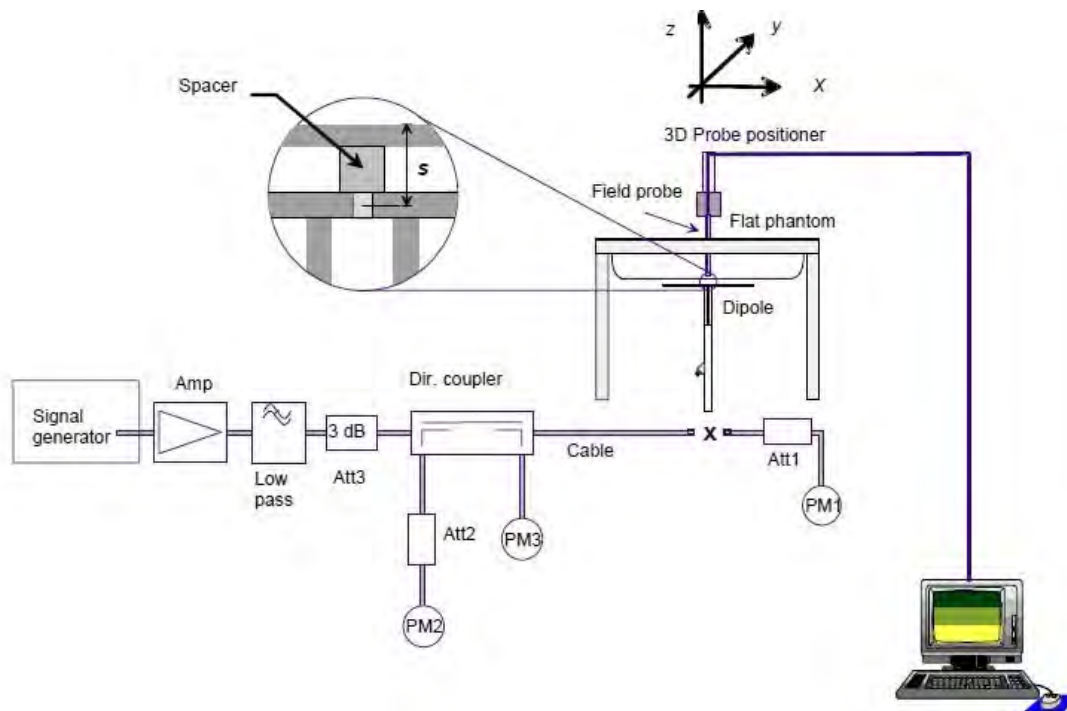 z
y
x
Spacer
s
3D Probe positioner
Field probe
Flat phantom
Dipole
Dir. coupler
Amp
Signal
generator
3 dB
Cable
X
Low
pass
Att3
Att1
Att2
PM3
PM1
PM2